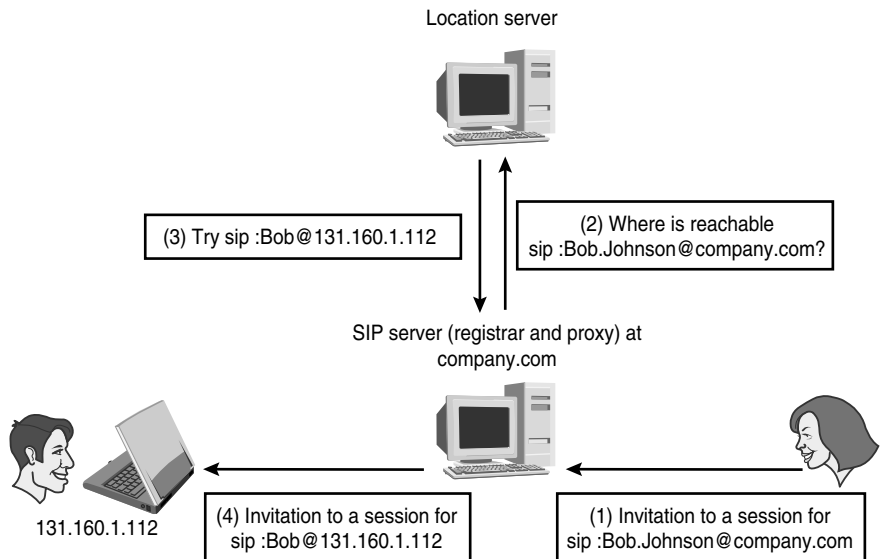 Location server
(3) Try sip :Bob@131.160.1.112
(2) Where is reachable
sip :Bob.Johnson@company.com?
SIP server (registrar and proxy) at
company.com
131.160.1.112
(4) Invitation to a session for
sip :Bob@131.160.1.112
(1) Invitation to a session for
sip :Bob.Johnson@company.com